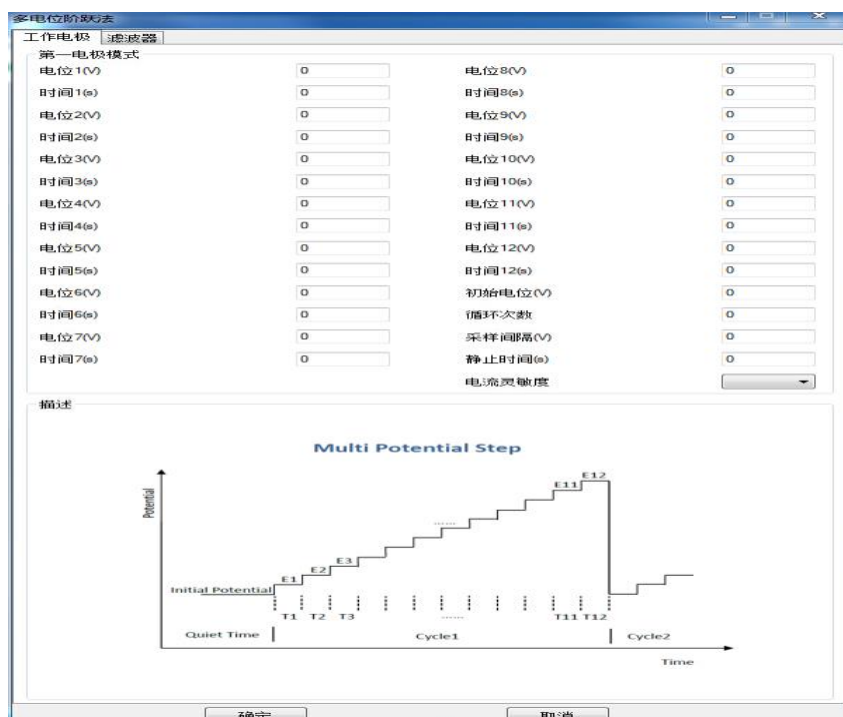 多电位阶跃法
工作电极 滤波器
第一电极模式
电位1(V) 0 电位8(V) 0
时间1(s) 0 时间8(s) 0
电位2(V) 0 电位9(V) 0
时间2(s) 0 时间9(s) 0
电位3(V) 0 电位10(V) 0
时间3(s) 0 时间10(s) 0
电位4(V) 0 电位11(V) 0
时间4(s) 0 时间11(s) 0
电位5(V) 0 电位12(V) 0
时间5(s) 0 时间12(s) 0
电位6(V) 0 初始电位(V) 0
时间6(s) 0 循环次数 0
电位7(V) 0 采样间隔(V) 0
时间7(s) 0 静止时间(s) 0
电流灵敏度
描述
Multi Potential Step
Potential
E12
E11
......
E3
E2
E1
Initial Potential
T1 T2 T3 ...... T11 T12
Quiet Time Cycle1 Cycle2
Time
确定 取消